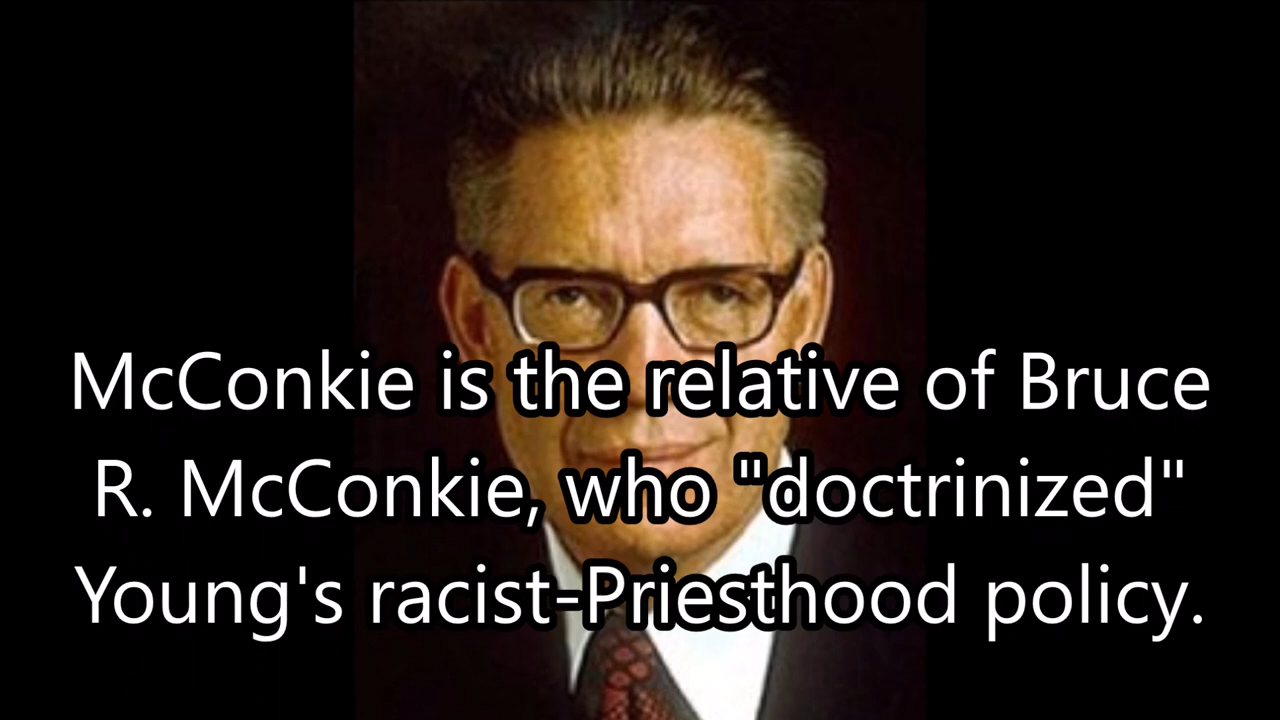 McConkie is the relative of Bruce
R. McConkie, who "doctrinized"
Young's racist-Priesthood policy.